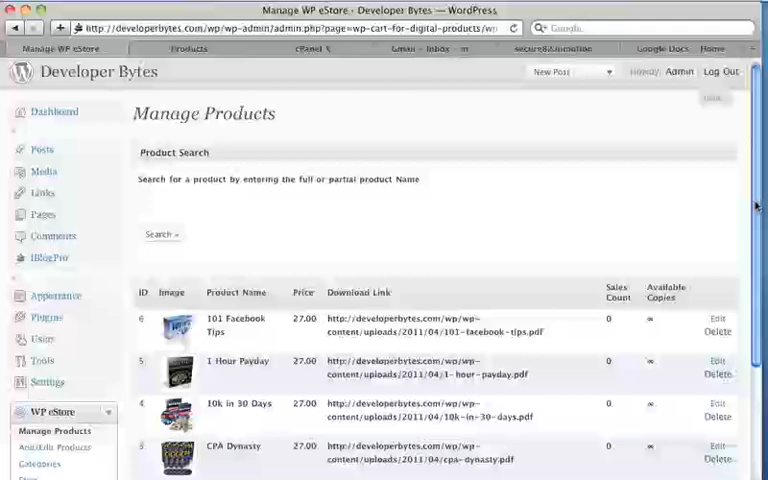 Manage WP eStore ‹ Developer Bytes — WordPress
http://developerbytes.com/wp/wp-admin/admin.php?page=wp-cart-for-digital-products/wp
Google
Manage WP eStore
Products
cPanel X
Gmail - Inbox - m
Google Docs
Home
Developer Bytes
New Post
Howdy, Admin
Log Out
Dashboard
Manage Products
Product Search
Posts
Media
Search for a product by entering the full or partial product Name
Links
Pages
Comments
Search »
iBlogPro
Appearance
Plugins
Users
Tools
Settings
ID Image Product Name Price Download Link Sales Count Available Copies
6 101 Facebook Tips 27.00 http://developerbytes.com/wp/wp-content/uploads/2011/04/101-facebook-tips.pdf 0 ∞ Edit Delete
5 1 Hour Payday 27.00 http://developerbytes.com/wp/wp-content/uploads/2011/04/1-hour-payday.pdf 0 ∞ Edit Delete
4 10k in 30 Days 27.00 http://developerbytes.com/wp/wp-content/uploads/2011/04/10k-in-30-days.pdf 0 ∞ Edit Delete
3 CPA Dynasty 27.00 http://developerbytes.com/wp/wp-content/uploads/2011/04/cpa-dynasty.pdf 0 ∞ Edit Delete
WP eStore
Manage Products
Add/Edit Products
Categories